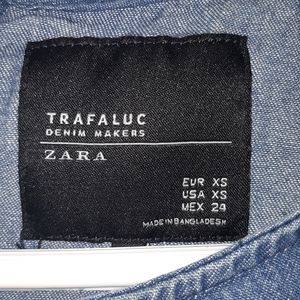 TRAFALUC
DENIM MAKERS
ZARA
EUR XS
USA XS
MEX 24
MADE IN BANGLADESH